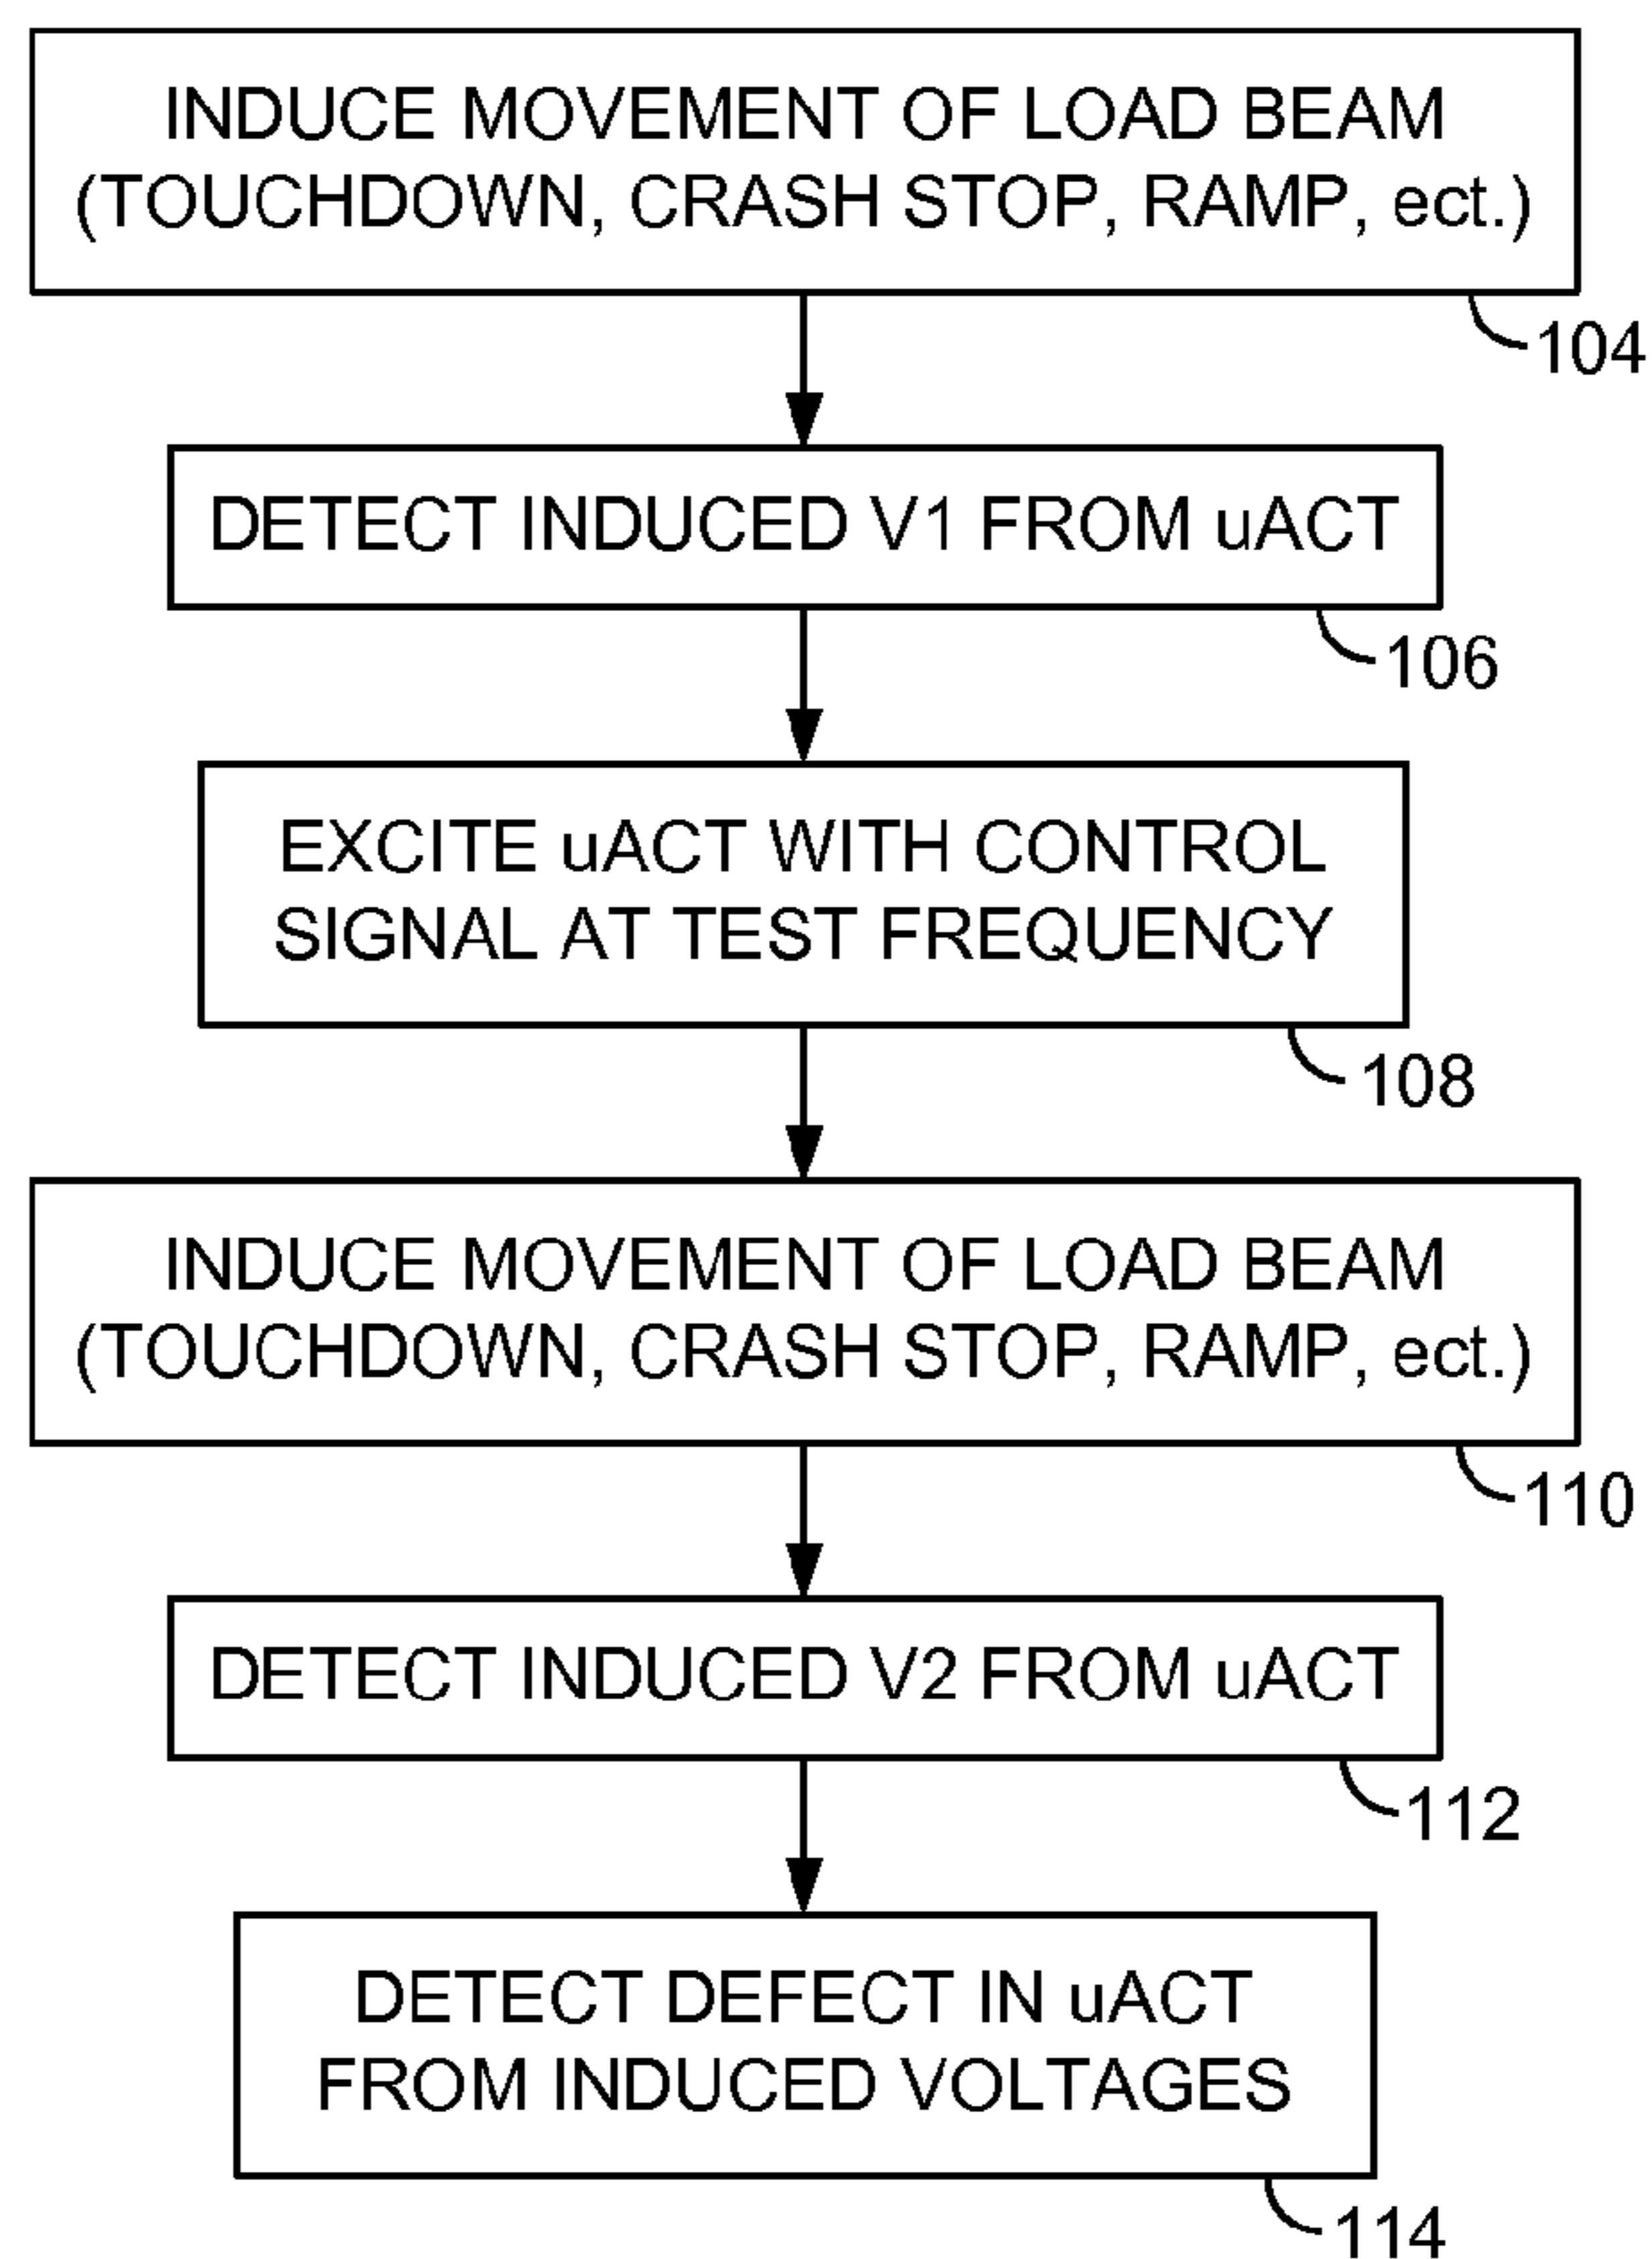 INDUCE MOVEMENT OF LOAD BEAM
(TOUCHDOWN, CRASH STOP, RAMP, ect.)
104
DETECT INDUCED V1 FROM uACT
106
EXCITE uACT WITH CONTROL
SIGNAL AT TEST FREQUENCY
108
INDUCE MOVEMENT OF LOAD BEAM
(TOUCHDOWN, CRASH STOP, RAMP, ect.)
110
DETECT INDUCED V2 FROM uACT
112
DETECT DEFECT IN uACT
FROM INDUCED VOLTAGES
114